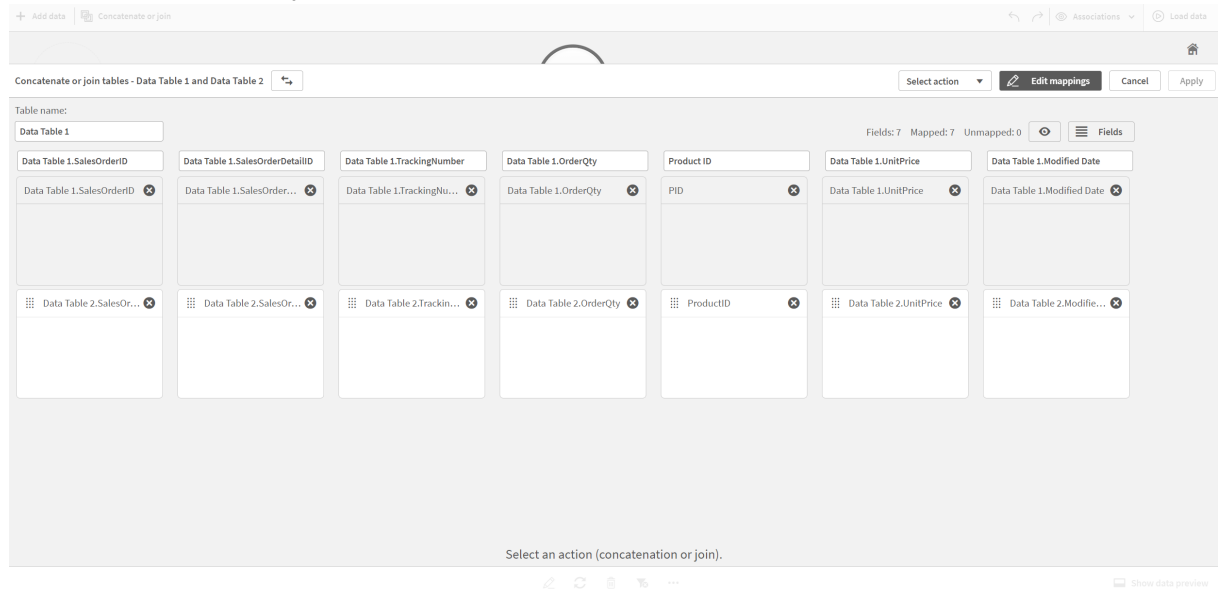 Add data Concatenate or join Associations Load data
Concatenate or join tables - Data Table 1 and Data Table 2 Select action Edit mappings Cancel Apply
Table name:
Data Table 1 Fields: 7 Mapped: 7 Unmapped: 0 Fields
Data Table 1.SalesOrderID Data Table 1.SalesOrderDetailID Data Table 1.TrackingNumber Data Table 1.OrderQty Product ID Data Table 1.UnitPrice Data Table 1.Modified Date
Data Table 1.SalesOrderID Data Table 1.SalesOrder... Data Table 1.TrackingNu... Data Table 1.OrderQty PID Data Table 1.UnitPrice Data Table 1.Modified Date
Data Table 2.SalesOr... Data Table 2.SalesOr... Data Table 2.Trackin... Data Table 2.OrderQty ProductID Data Table 2.UnitPrice Data Table 2.Modifie...
Select an action (concatenation or join).
Show data preview